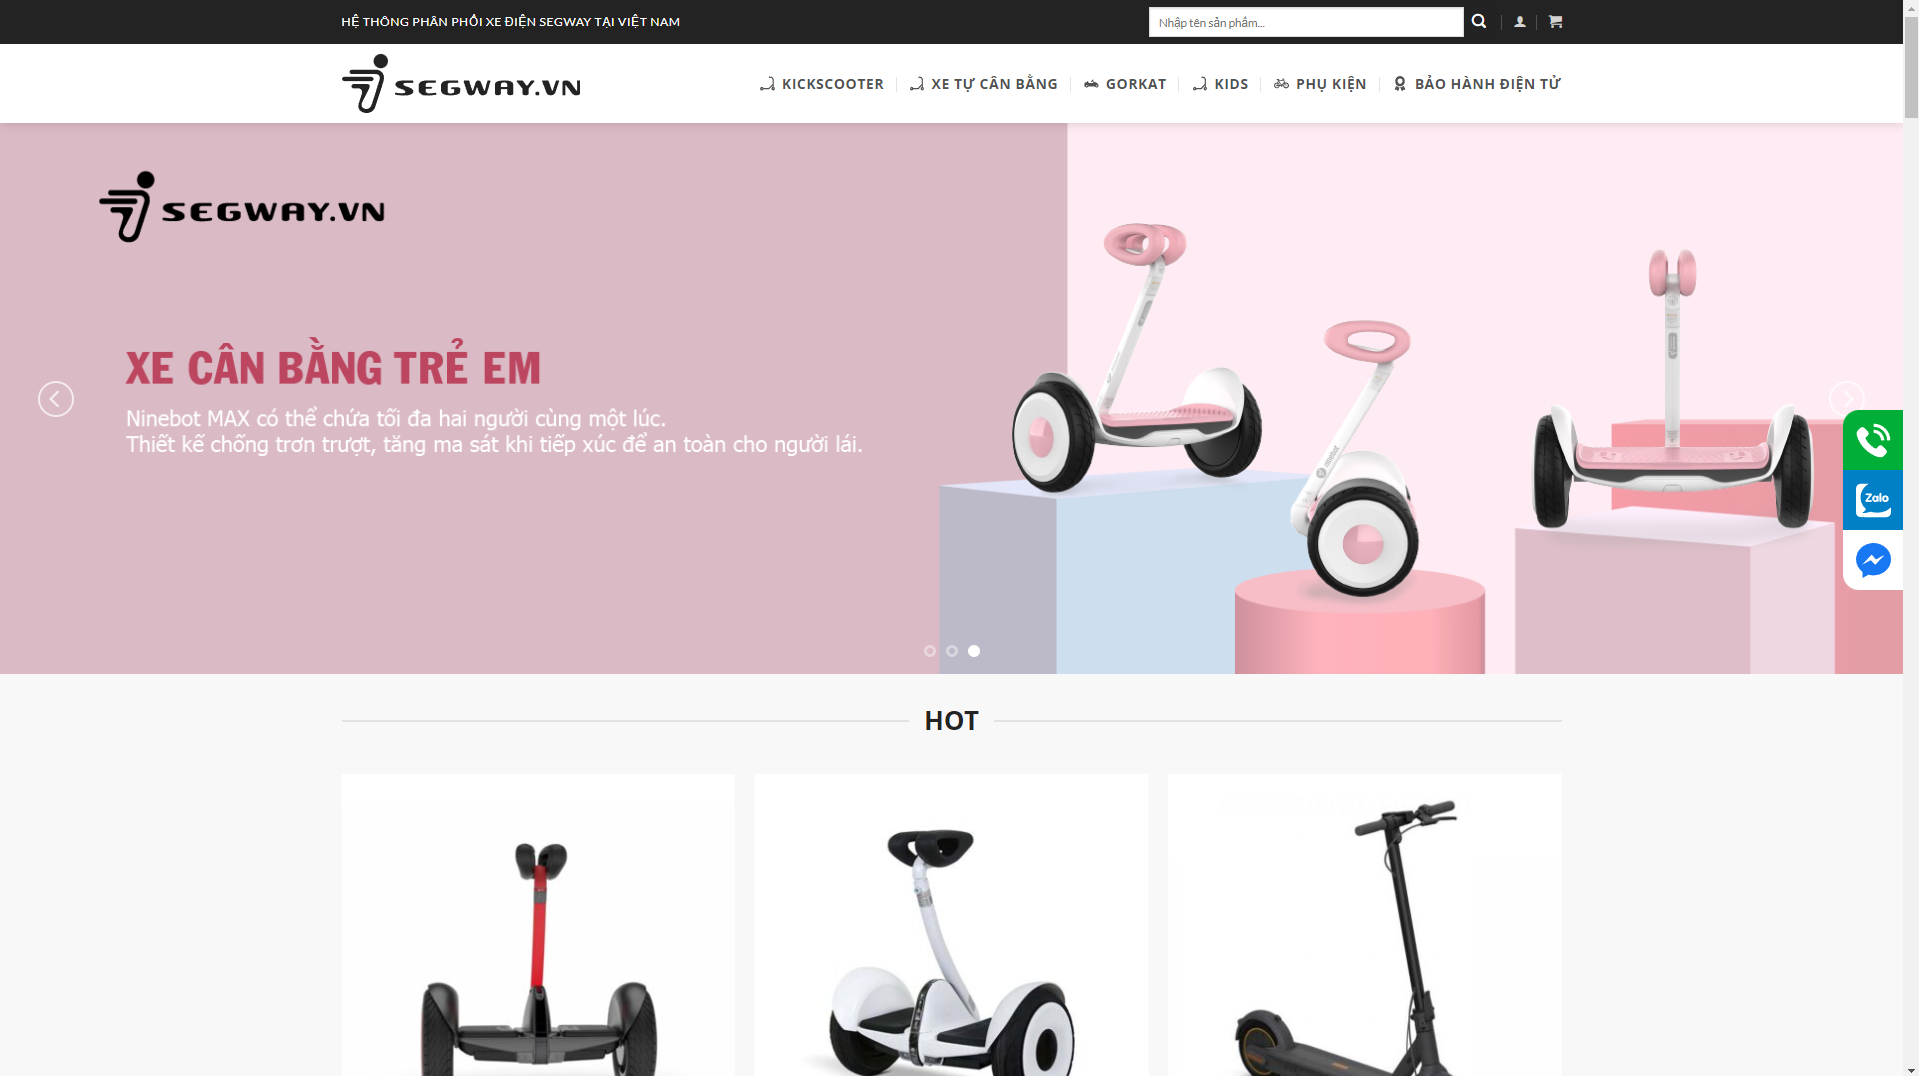 HỆ THỐNG PHÂN PHỐI XE ĐIỆN SEGWAY TẠI VIỆT NAM
Nhập tên sản phẩm...
SEGWAY.VN
KICKSCOOTER
XE TỰ CÂN BẰNG
GORKAT
KIDS
PHỤ KIỆN
BẢO HÀNH ĐIỆN TỬ
SEGWAY.VN
XE CÂN BẰNG TRẺ EM
Ninebot MAX có thể chứa tối đa hai người cùng một lúc.
Thiết kế chống trơn trượt, tăng ma sát khi tiếp xúc để an toàn cho người lái.
Zalo
HOT